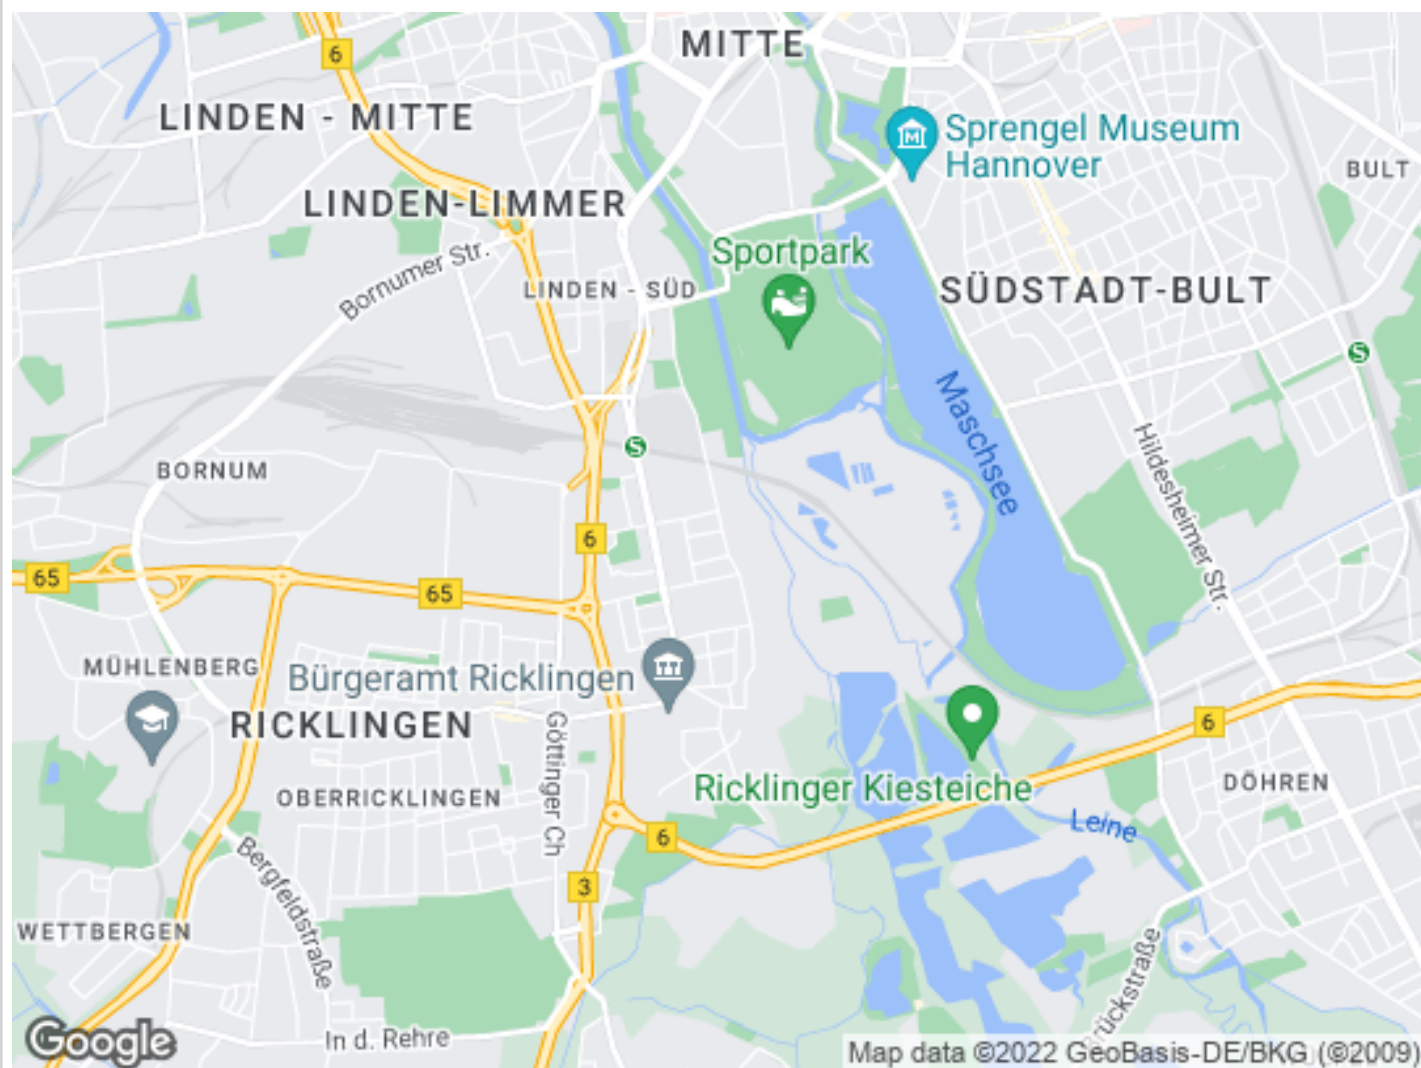 MITTE
6
LINDEN - MITTE
Sprengel Museum
Hannover
BULT
LINDEN-LIMMER
Sportpark
Bornumer Str.
LINDEN - SÜD
SÜDSTADT-BULT
S
Maschsee
S
BORNUM
Hildesheimer Str.
6
65
65
MÜHLENBERG
Bürgeramt Ricklingen
RICKLINGEN
Göttinger Ch
6
Ricklinger Kiesteiche
DÖHREN
OBERRICKLINGEN
Leine
6
Bergfeldstraße
3
WETTBERGEN
Brückstraße
In d. Rehre
Google
Map data ©2022 GeoBasis-DE/BKG (©2009)